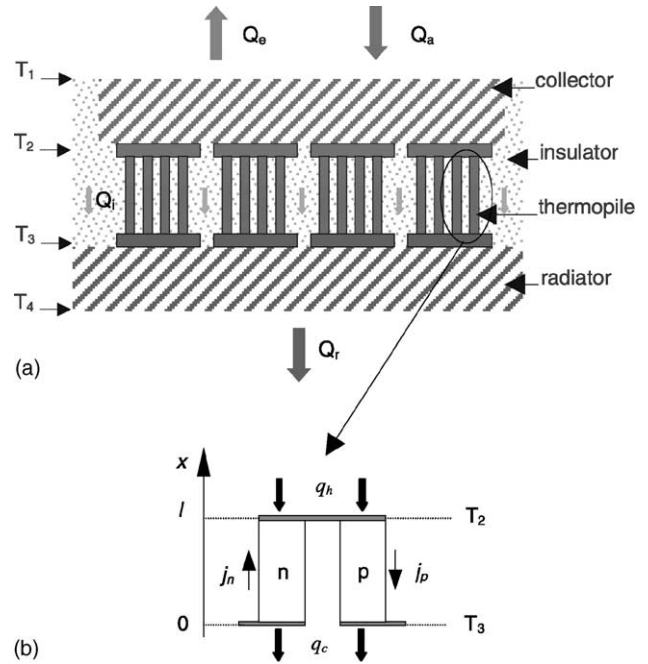 (a)
Qe Qa
T1
collector
T2
insulator
Qi
thermopile
T3
radiator
T4
Qr
x
qh
l
T2
jn n p jp
0
T3
qc
(b)